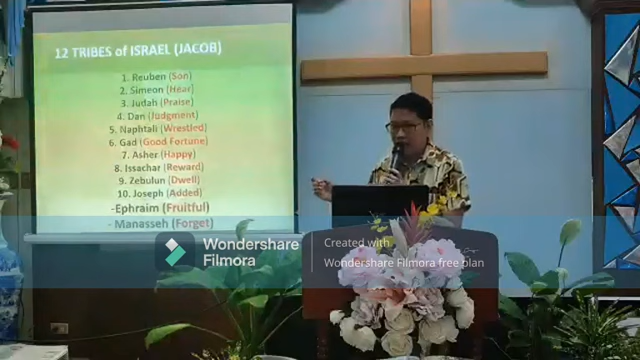 12 TRIBES of ISRAEL (JACOB)
1. Reuben (Son)
2. Simeon (Hear)
3. Judah (Praise)
4. Dan (Judgment)
5. Naphtali (Wrestled)
6. Gad (Good Fortune)
7. Asher (Happy)
8. Issachar (Reward)
9. Zebulun (Dwell)
10. Joseph (Added)
-Ephraim (Fruitful)
- Manasseh (Forget)
Wondershare
Filmora
Created with
Wondershare Filmora free plan